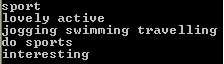 sport
lovely active
jogging swimming travelling
do sports
interesting